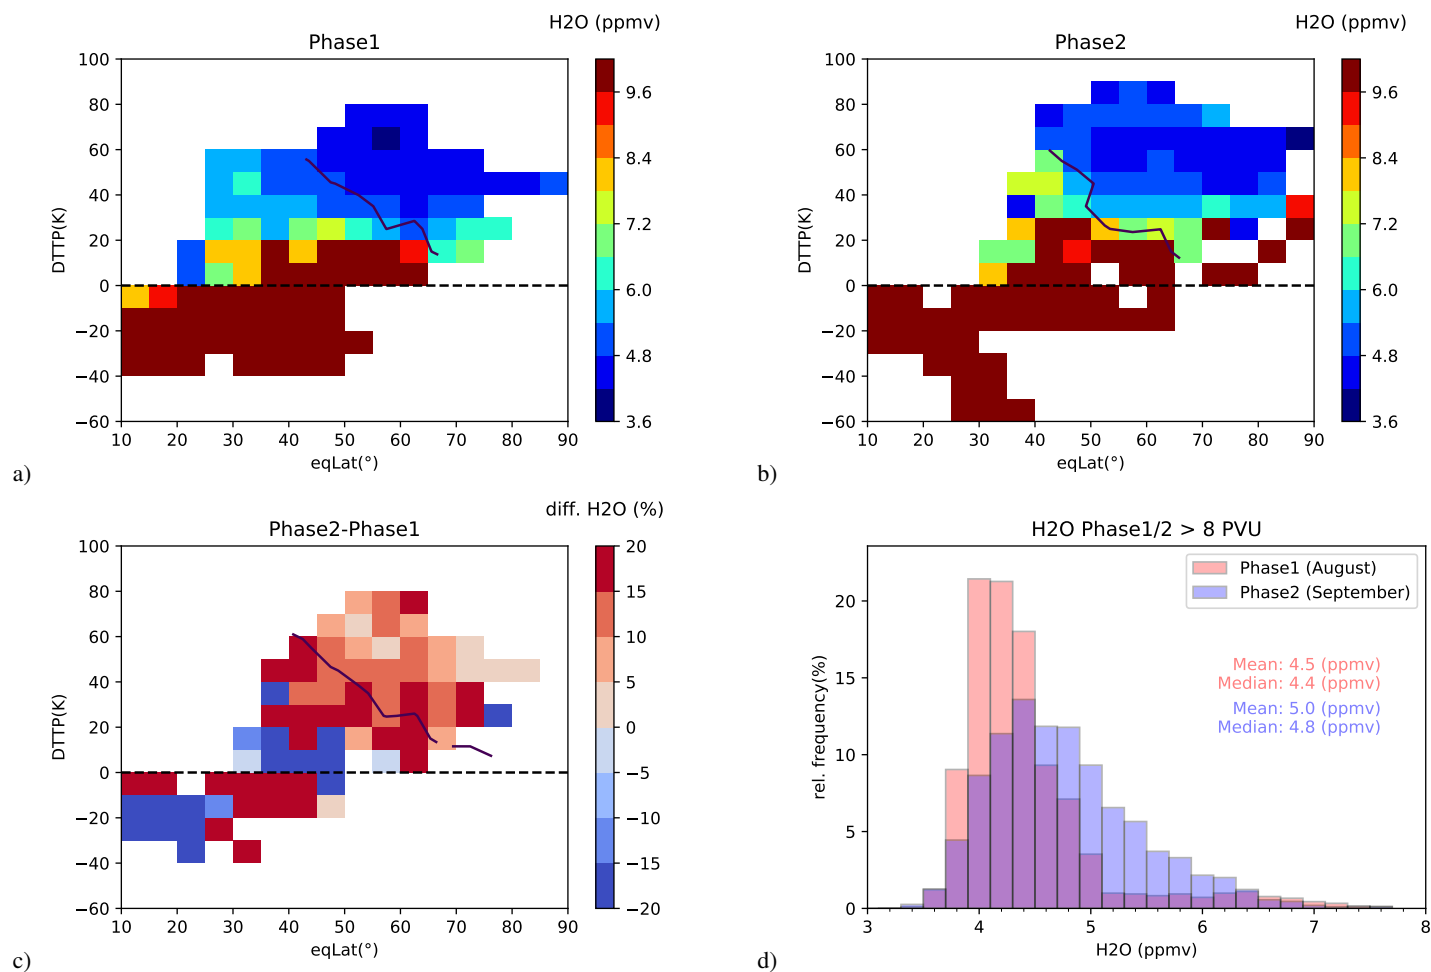 H2O (ppmv)
Phase1
100
80
60
40
20
0
−20
−40
−60
DTTP(K)
10 20 30 40 50 60 70 80 90
eqLat(°)
9.6
8.4
7.2
6.0
4.8
3.6
a)
H2O (ppmv)
Phase2
100
80
60
40
20
0
−20
−40
−60
DTTP(K)
10 20 30 40 50 60 70 80 90
eqLat(°)
9.6
8.4
7.2
6.0
4.8
3.6
b)
diff. H2O (%)
Phase2-Phase1
100
80
60
40
20
0
−20
−40
−60
DTTP(K)
10 20 30 40 50 60 70 80 90
eqLat(°)
20
15
10
5
0
−5
−10
−15
−20
c)
H2O Phase1/2 > 8 PVU
Phase1 (August)
Phase2 (September)
Mean: 4.5 (ppmv)
Median: 4.4 (ppmv)
Mean: 5.0 (ppmv)
Median: 4.8 (ppmv)
20
15
10
5
0
rel. frequency(%)
3 4 5 6 7 8
H2O (ppmv)
d)